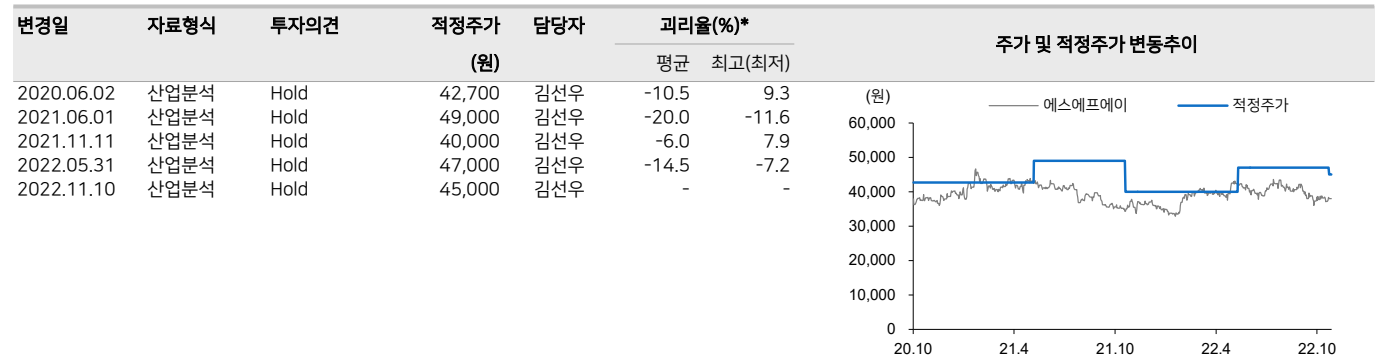 변경일 자료형식 투자의견 적정주가 담당자 괴리율(%)*
(원) 평균 최고(최저)
2020.06.02 산업분석 Hold 42,700 김선우 -10.5 9.3
2021.06.01 산업분석 Hold 49,000 김선우 -20.0 -11.6
2021.11.11 산업분석 Hold 40,000 김선우 -6.0 7.9
2022.05.31 산업분석 Hold 47,000 김선우 -14.5 -7.2
2022.11.10 산업분석 Hold 45,000 김선우 - -
주가 및 적정주가 변동추이
(원) 에스에프에이 적정주가
60,000
50,000
40,000
30,000
20,000
10,000
0
20.10 21.4 21.10 22.4 22.10